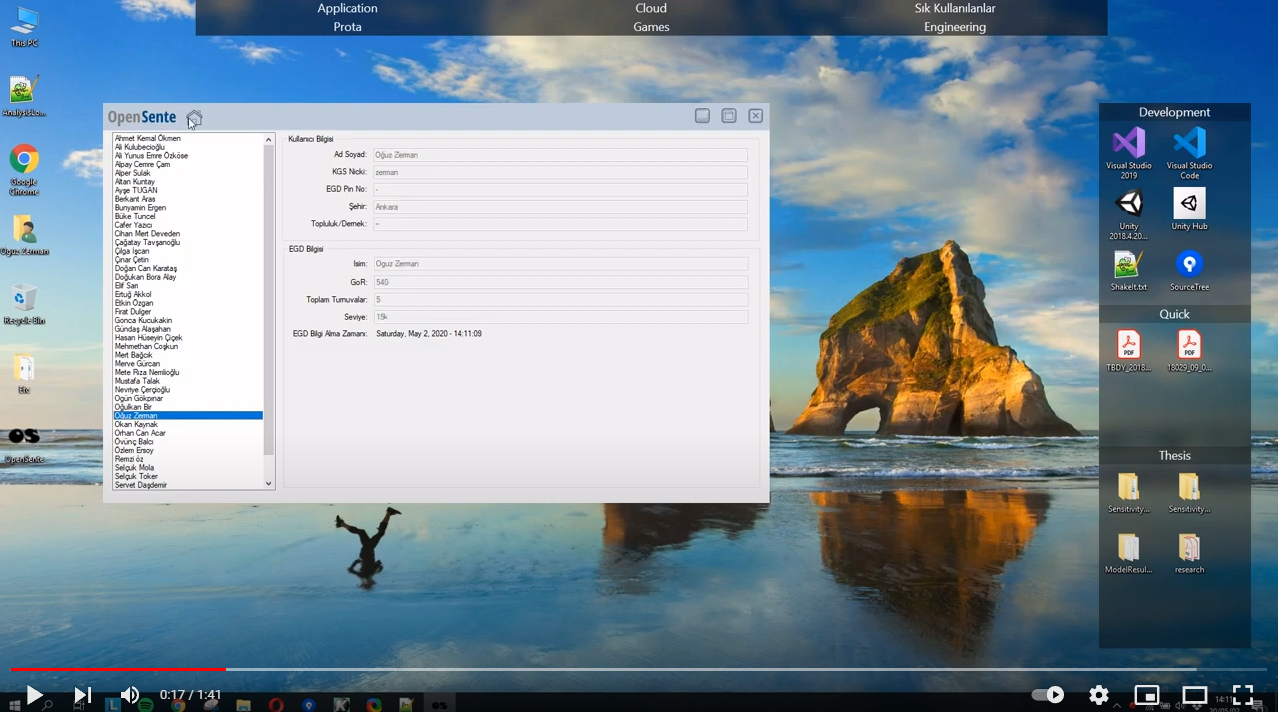 Application
Cloud
Sık Kullanılanlar
Prota
Games
Engineering
This PC
AnalysisLo...
Google
Chrome
Oguz Zerman
Recycle Bin
Etc
OpenSente
OpenSente
Ahmet Kemal Ökmen
Ali Kulubecioğlu
Ali Yunus Emre Özköse
Alpay Cemre Çam
Alper Sulak
Altan Kuntay
Ayşe TUGAN
Berkant Aras
Bunyamin Ergen
Büke Tuncel
Cafer Yazıcı
Cihan Mert Deveden
Çağatay Tavşanoğlu
Çilga İşcan
Çınar Çetin
Doğan Can Karataş
Doğukan Bora Alay
Elif Sarı
Ertuğ Akkol
Etkin Özgan
Fırat Dulger
Gonca Kucukakin
Gündaş Alaşahan
Hasan Hüseyin Çiçek
Mehmethan Coşkun
Mert Bağcık
Merve Gürcan
Mete Rıza Nemlioğlu
Mustafa Talak
Nevriye Çerçioğlu
Ogün Gökpınar
Oğulkan Bir
Oğuz Zerman
Okan Kaynak
Orhan Can Acar
Övünç Balcı
Özlem Ersoy
Remzi öz
Selçuk Mola
Selçuk Toker
Servet Daşdemir
Kullanıcı Bilgisi
Ad Soyad: Oğuz Zerman
KGS Nicki: zerman
EGD Pin No: -
Şehir: Ankara
Topluluk/Dernek: --
EGD Bilgisi
İsim: Oguz Zerman
GoR: 540
Toplam Turnuvalar: 5
Seviye: 15k
EGD Bilgi Alma Zamanı: Saturday, May 2, 2020 - 14:11:09
Development
Visual Studio
2019
Visual Studio
Code
Unity
2018.4.20...
Unity Hub
ShakeIt.txt
SourceTree
Quick
PDF
PDF
TBDY_2018...
18029_09_0...
Thesis
Sensitivity...
Sensitivity...
ModelResul...
research
0:17 / 1:41
14:11